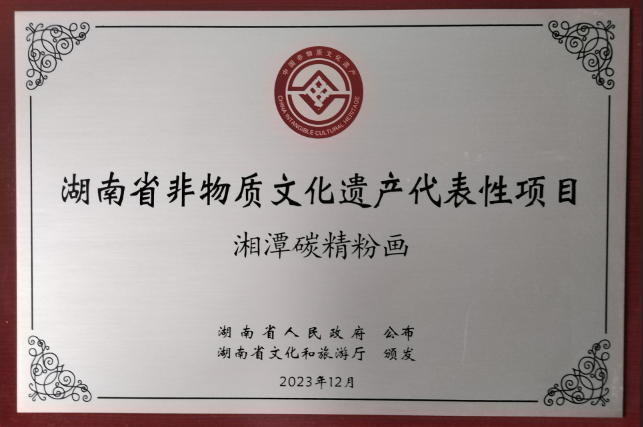 中国非物质文化遗产
CHINA INTANGIBLE CULTURAL HERITAGE
湖南省非物质文化遗产代表性项目
湘潭碳精粉画
湖南省人民政府 公布
湖南省文化和旅游厅 颁发
2023年12月